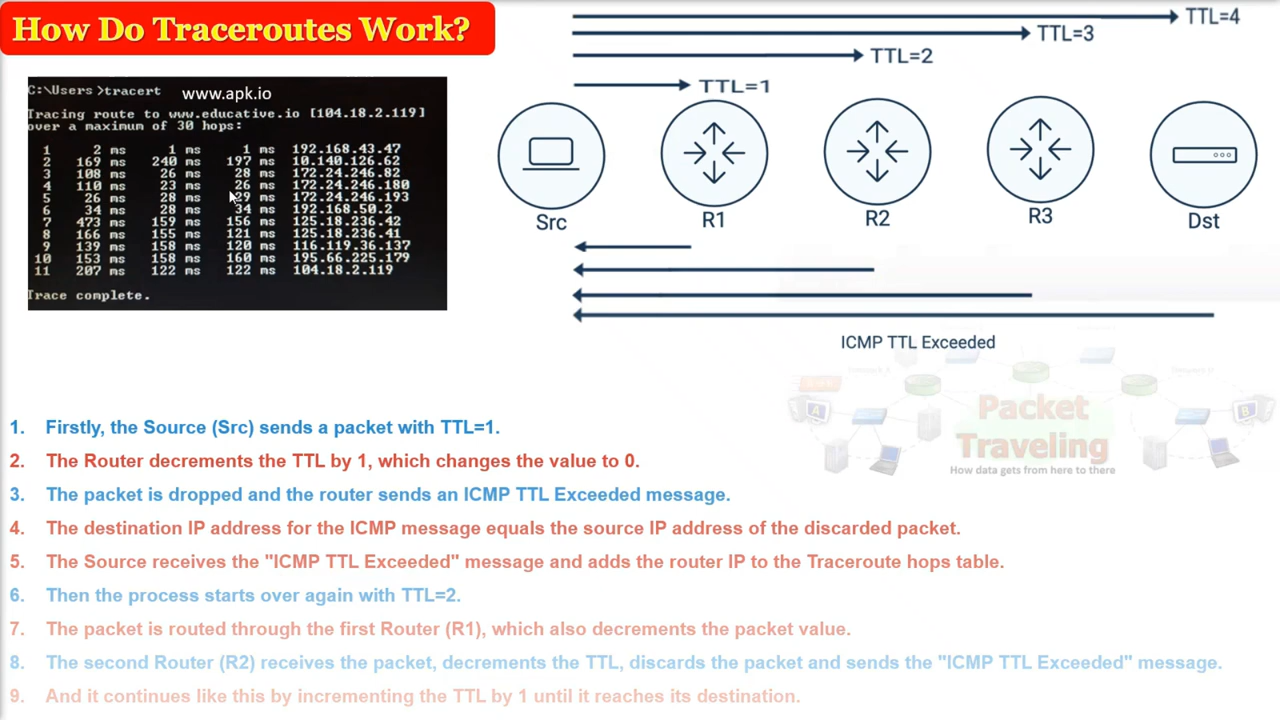 How Do Traceroutes Work?
TTL=4
TTL=3
TTL=2
TTL=1
C:\Users >tracert www.apk.io
Tracing route to www.educative.io [104.18.2.119]
over a maximum of 30 hops:
1 2 ms 1 ms 1 ms 192.168.43.47
2 169 ms 240 ms 197 ms 10.140.126.62
3 108 ms 26 ms 28 ms 172.24.246.82
4 110 ms 23 ms 26 ms 172.24.246.180
5 26 ms 28 ms 29 ms 172.24.246.193
6 34 ms 28 ms 34 ms 192.168.50.2
7 473 ms 159 ms 156 ms 125.18.236.42
8 166 ms 155 ms 121 ms 125.18.236.41
9 139 ms 158 ms 120 ms 116.119.36.137
10 153 ms 158 ms 160 ms 195.66.225.179
11 207 ms 122 ms 122 ms 104.18.2.119
Trace complete.
Src R1 R2 R3 Dst
ICMP TTL Exceeded
A
B
Packet
Traveling
How data gets from here to there
1. Firstly, the Source (Src) sends a packet with TTL=1.
2. The Router decrements the TTL by 1, which changes the value to 0.
3. The packet is dropped and the router sends an ICMP TTL Exceeded message.
4. The destination IP address for the ICMP message equals the source IP address of the discarded packet.
5. The Source receives the "ICMP TTL Exceeded" message and adds the router IP to the Traceroute hops table.
6. Then the process starts over again with TTL=2.
7. The packet is routed through the first Router (R1), which also decrements the packet value.
8. The second Router (R2) receives the packet, decrements the TTL, discards the packet and sends the "ICMP TTL Exceeded" message.
9. And it continues like this by incrementing the TTL by 1 until it reaches its destination.